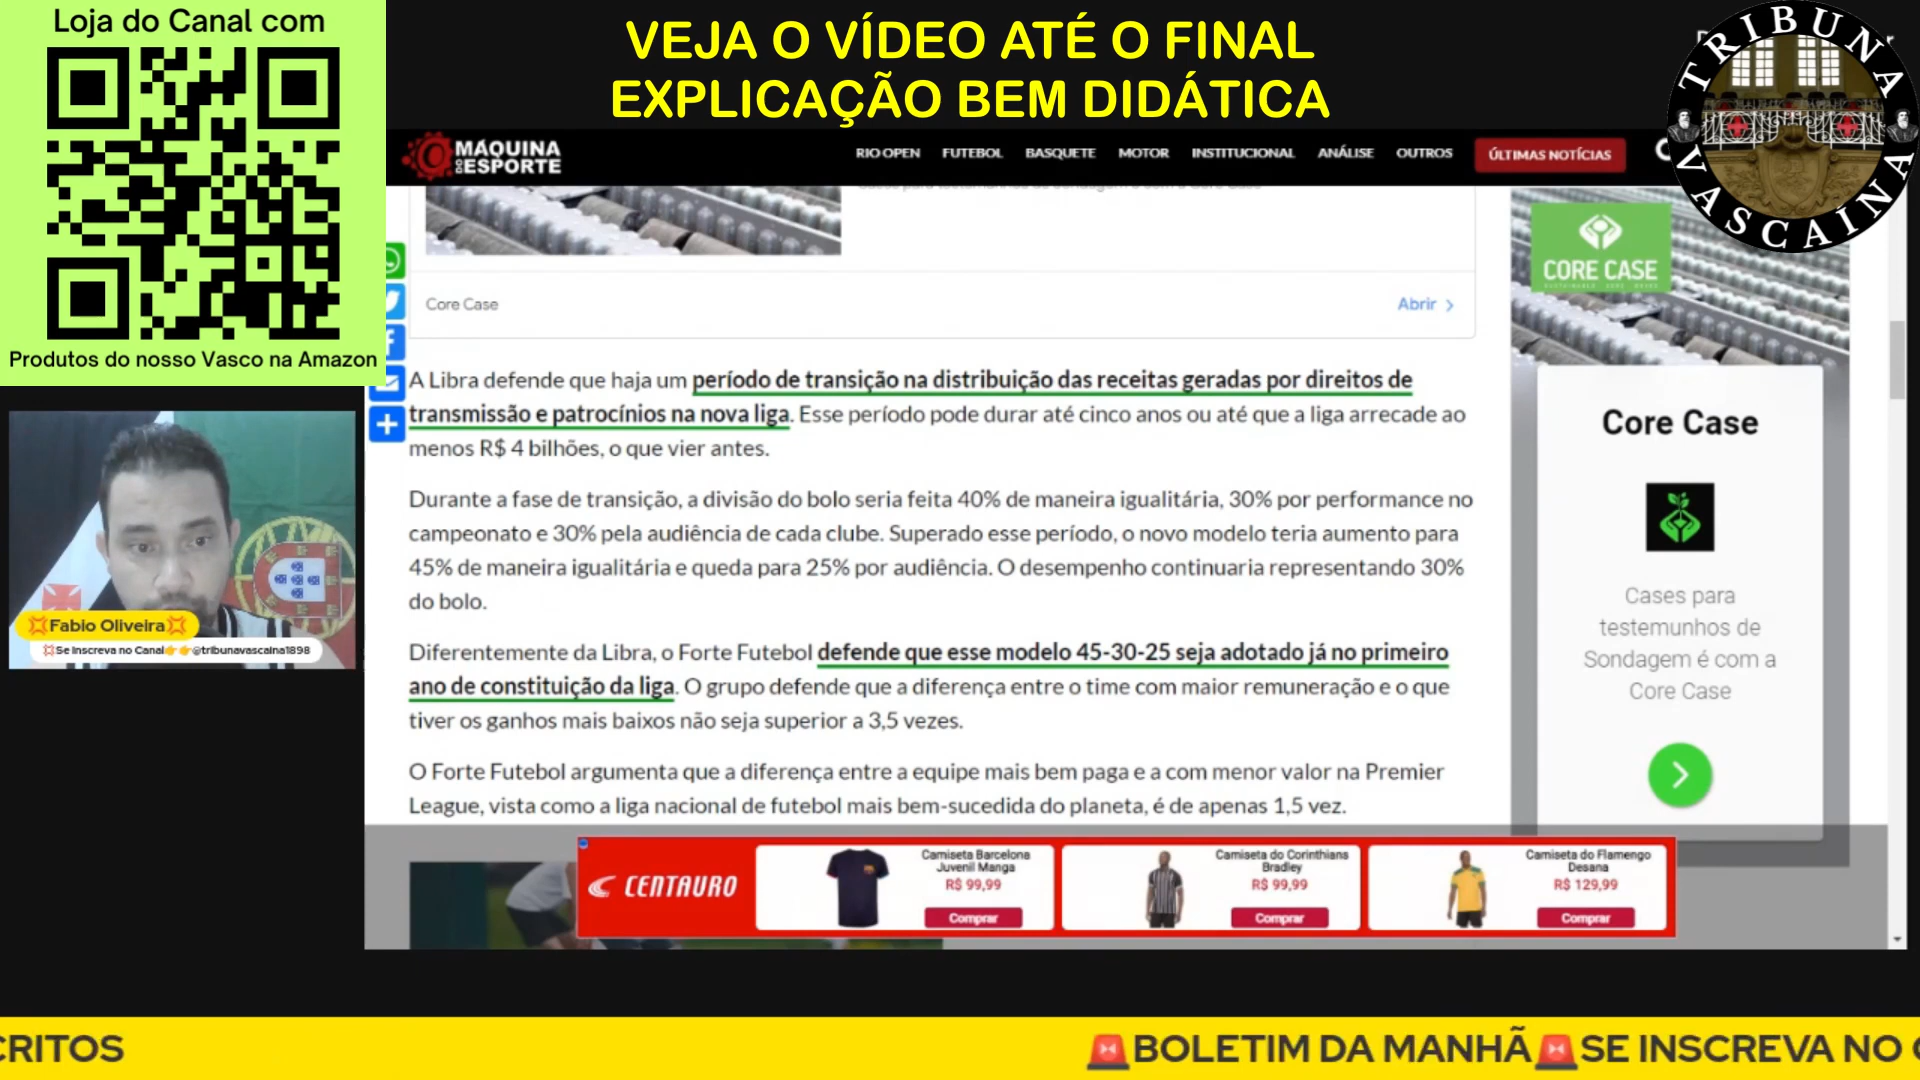 Loja do Canal com
Produtos do nosso Vasco na Amazon
VEJA O VÍDEO ATÉ O FINAL
EXPLICAÇÃO BEM DIDÁTICA
TRIBUNA
VASCAÍNA
MÁQUINA
DO ESPORTE
RIO OPEN FUTEBOL BASQUETE MOTOR INSTITUCIONAL ANÁLISE OUTROS ÚLTIMAS NOTÍCIAS
Core Case
Abrir
A Libra defende que haja um período de transição na distribuição das receitas geradas por direitos de
transmissão e patrocínios na nova liga. Esse período pode durar até cinco anos ou até que a liga arrecade ao
menos R$ 4 bilhões, o que vier antes.
Durante a fase de transição, a divisão do bolo seria feita 40% de maneira igualitária, 30% por performance no
campeonato e 30% pela audiência de cada clube. Superado esse período, o novo modelo teria aumento para
45% de maneira igualitária e queda para 25% por audiência. O desempenho continuaria representando 30%
do bolo.
Diferentemente da Libra, o Forte Futebol defende que esse modelo 45-30-25 seja adotado já no primeiro
ano de constituição da liga. O grupo defende que a diferença entre o time com maior remuneração e o que
tiver os ganhos mais baixos não seja superior a 3,5 vezes.
O Forte Futebol argumenta que a diferença entre a equipe mais bem paga e a com menor valor na Premier
League, vista como a liga nacional de futebol mais bem-sucedida do planeta, é de apenas 1,5 vez.
CORE CASE
Core Case
Cases para
testemunhos de
Sondagem é com a
Core Case
Fabio Oliveira
Se Inscreva no Canal @tribunavascaina1898
CENTAURO
Camiseta Barcelona
Juvenil Manga
R$ 99,99
Comprar
Camiseta do Corinthians
Bradley
R$ 99,99
Comprar
Camiseta do Flamengo
Desana
R$ 129,99
Comprar
CRITOS
BOLETIM DA MANHÃ SE INSCREVA NO